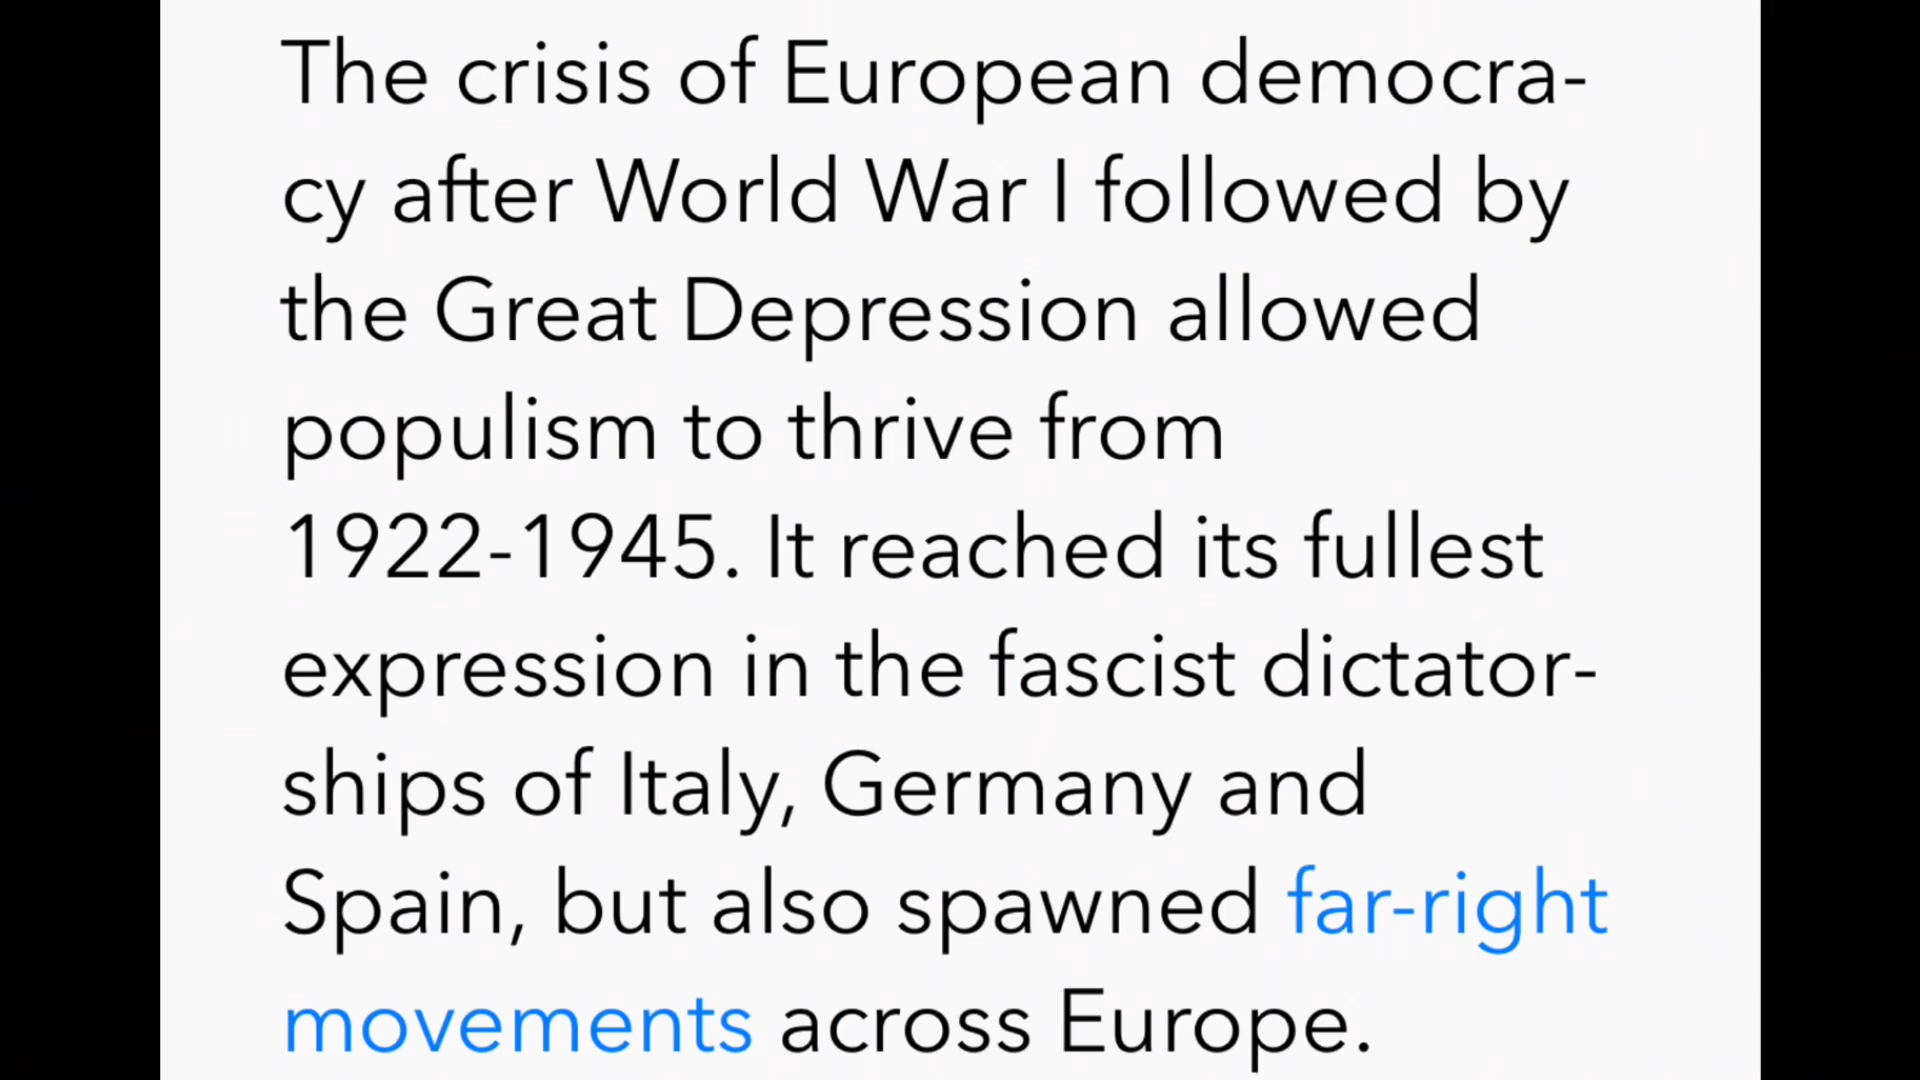 The crisis of European democra-
cy after World War I followed by
the Great Depression allowed
populism to thrive from
1922-1945. It reached its fullest
expression in the fascist dictator-
ships of Italy, Germany and
Spain, but also spawned far-right
movements across Europe.